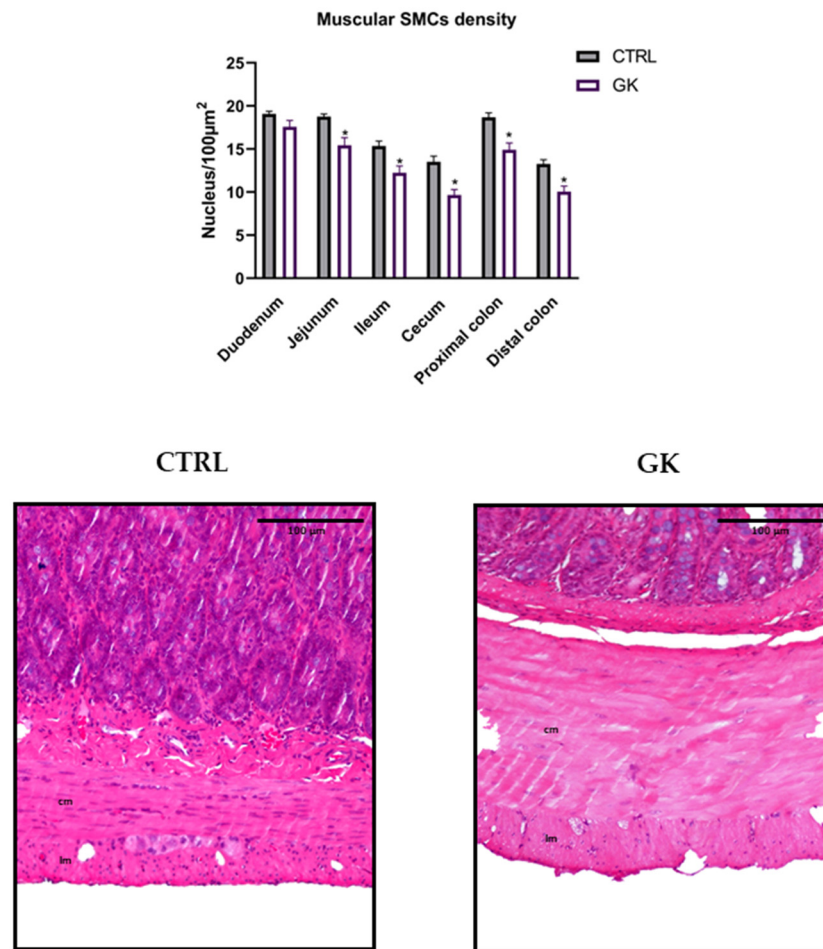 Muscular SMCs density
CTRL
GK
Nucleus/100µm²
25
20
15
10
5
0
*
*
*
*
*
Duodenum
Jejunum
Ileum
Cecum
Proximal colon
Distal colon
CTRL
GK
100 µm
100 µm
cm
lm
cm
lm